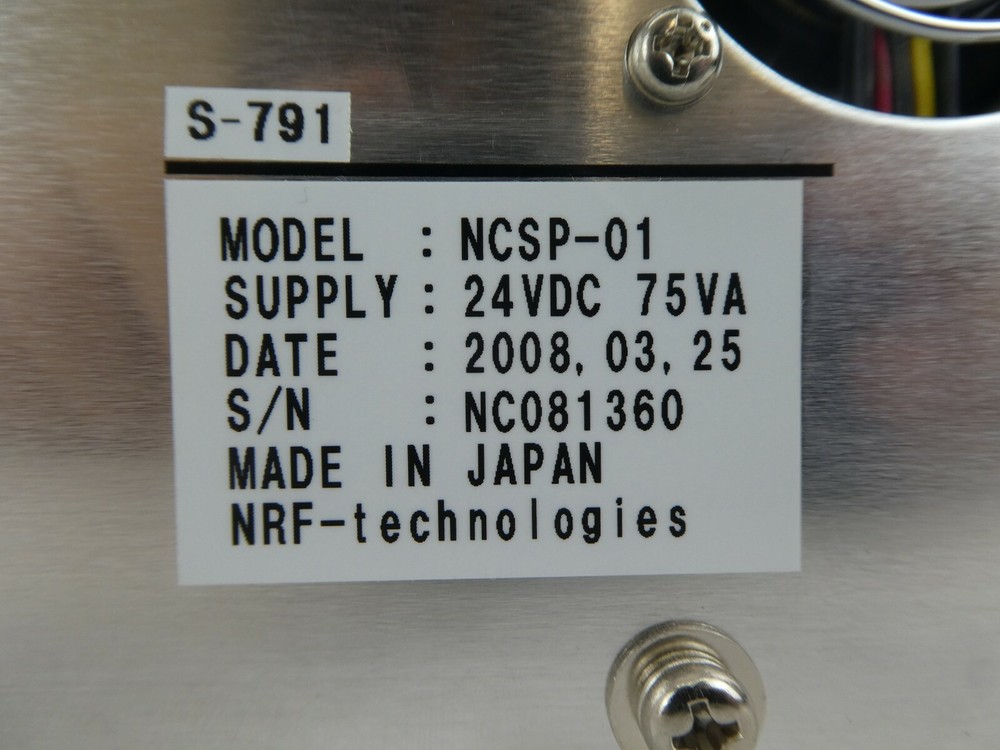 S-791
MODEL : NCSP-01
SUPPLY : 24VDC 75VA
DATE : 2008.03.25
S/N : NC081360
MADE IN JAPAN
NRF-technologies